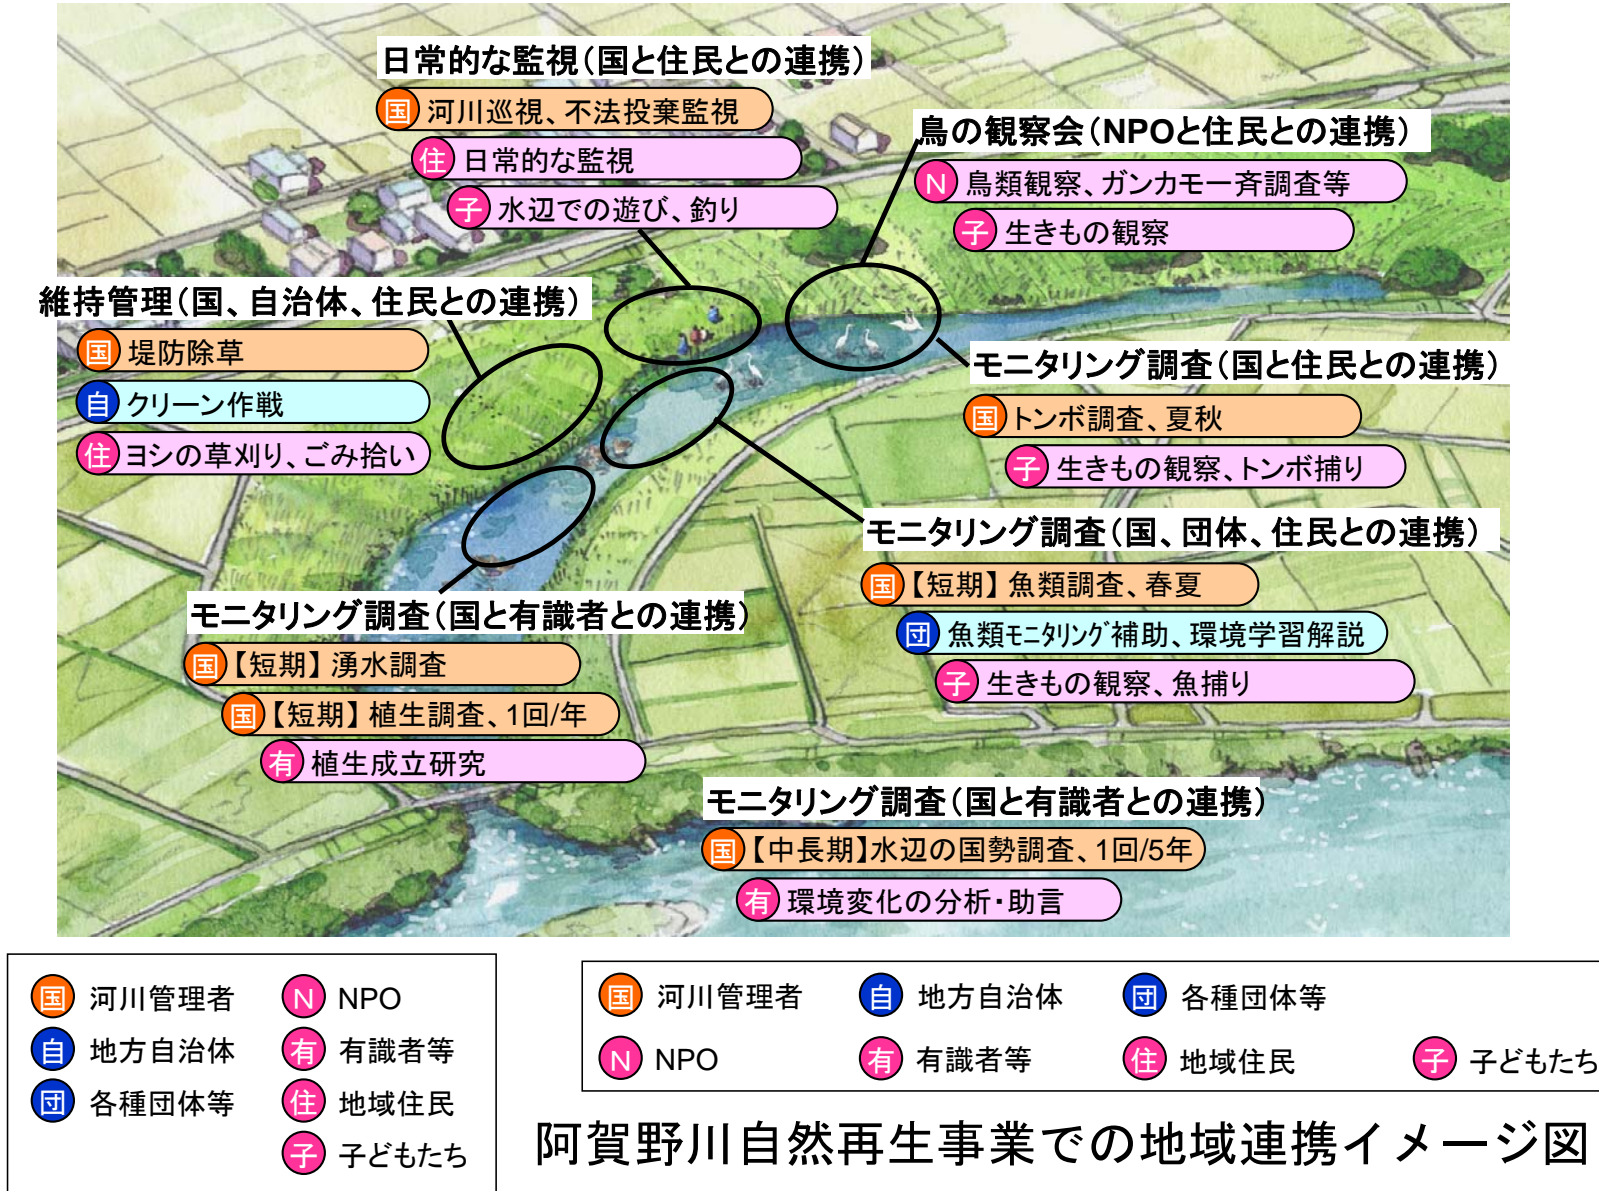 日常的な監視(国と住民との連携)
国 河川巡視、不法投棄監視
住 日常的な監視
子 水辺での遊び、釣り
鳥の観察会(NPOと住民との連携)
N 鳥類観察、ガンカモ一斉調査等
子 生きもの観察
維持管理(国、自治体、住民との連携)
国 堤防除草
自 クリーン作戦
住 ヨシの草刈り、ごみ拾い
モニタリング調査(国と住民との連携)
国 トンボ調査、夏秋
子 生きもの観察、トンボ捕り
モニタリング調査(国、団体、住民との連携)
国 【短期】魚類調査、春夏
団 魚類ﾓﾆﾀﾘﾝｸﾞ補助、環境学習解説
子 生きもの観察、魚捕り
モニタリング調査(国と有識者との連携)
国 【短期】湧水調査
国 【短期】植生調査、1回/年
有 植生成立研究
モニタリング調査(国と有識者との連携)
国 【中長期】水辺の国勢調査、1回/5年
有 環境変化の分析・助言
国 河川管理者 N NPO
自 地方自治体 有 有識者等
団 各種団体等 住 地域住民
子 子どもたち
国 河川管理者 自 地方自治体 団 各種団体等
N NPO 有 有識者等 住 地域住民 子 子どもたち
阿賀野川自然再生事業での地域連携イメージ図